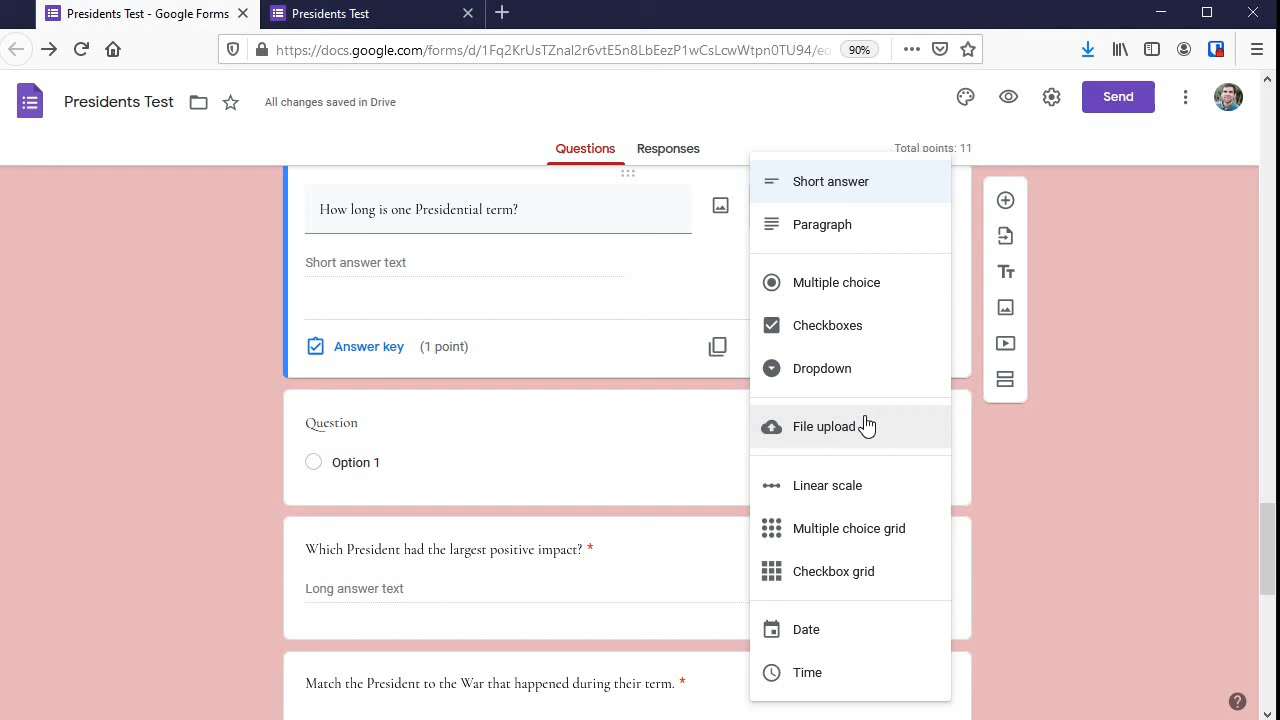 Presidents Test - Google Forms
Presidents Test
https://docs.google.com/forms/d/1Fq2KrUsTZnaI2r6vtE5n8LbEezP1wCsLcwWtpn0TU94/ed
90%
Presidents Test
All changes saved in Drive
Send
Questions
Responses
Total points: 11
How long is one Presidential term?
Short answer text
Answer key
(1 point)
Question
Option 1
Which President had the largest positive impact? *
Long answer text
Match the President to the War that happened during their term. *
Short answer
Paragraph
Multiple choice
Checkboxes
Dropdown
File upload
Linear scale
Multiple choice grid
Checkbox grid
Date
Time